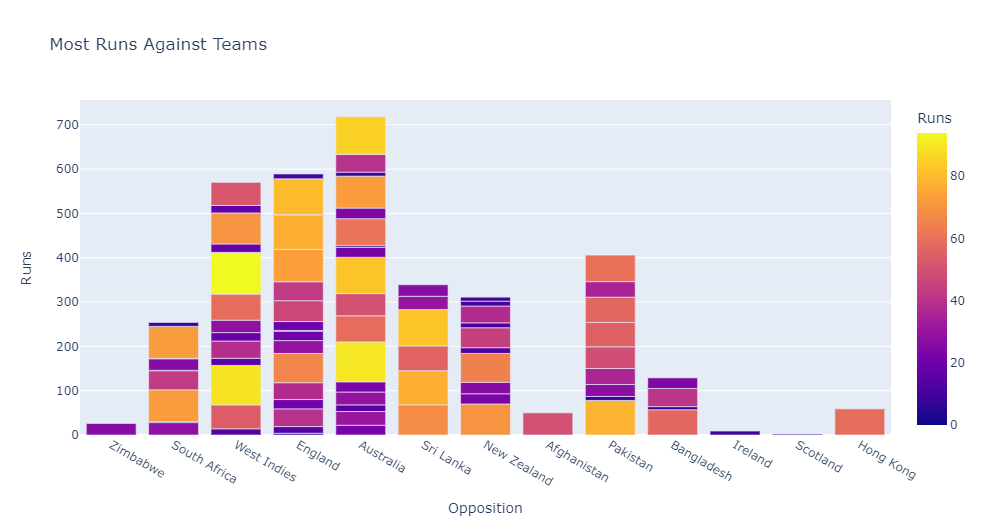 Most Runs Against Teams
Runs
700
600
500
400
300
200
100
0
Runs
80
60
40
20
0
Zimbabwe
South Africa
West Indies
England
Australia
Sri Lanka
New Zealand
Afghanistan
Pakistan
Bangladesh
Ireland
Scotland
Hong Kong
Opposition